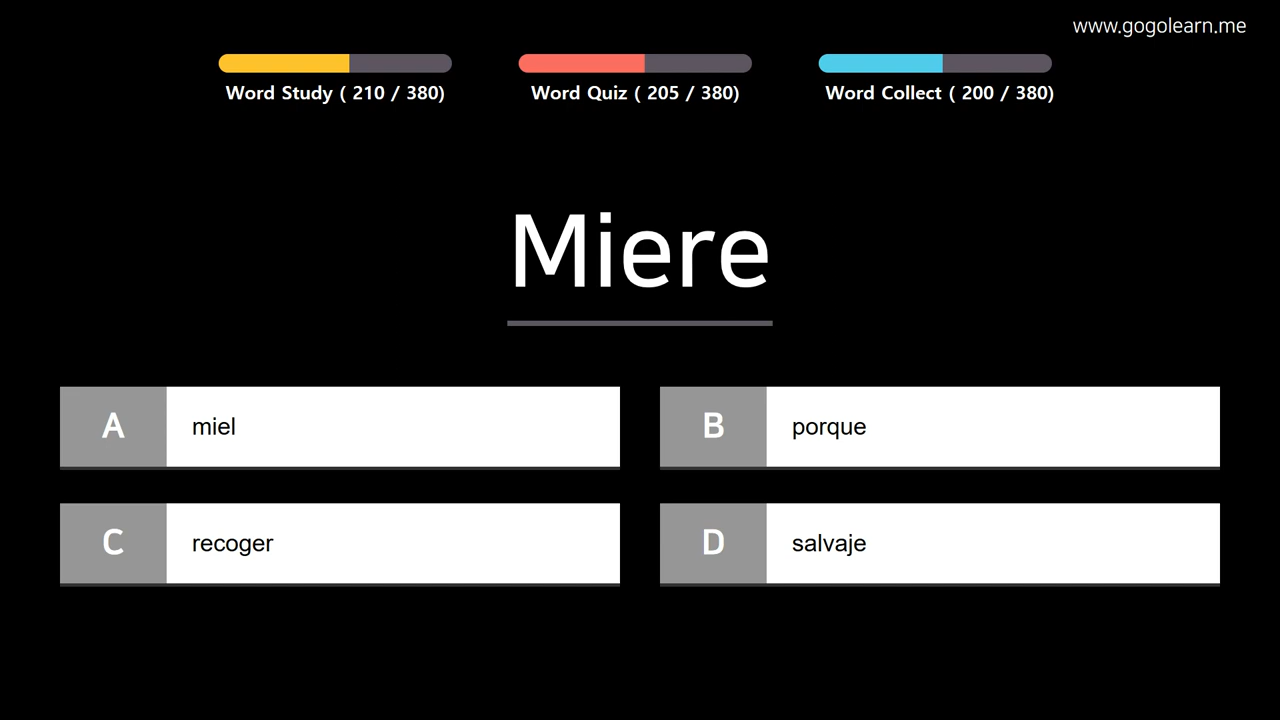 www.gogolearn.me
Word Study ( 210 / 380)
Word Quiz ( 205 / 380)
Word Collect ( 200 / 380)
Miere
A miel
B porque
C recoger
D salvaje